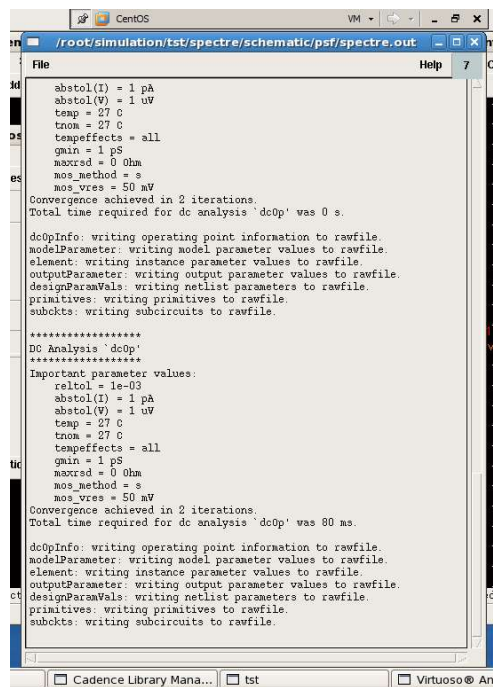 CentOS
VM
/root/simulation/tst/spectre/schematic/psf/spectre.out
File Help 7
abstol(I) = 1 pA
abstol(V) = 1 uV
temp = 27 C
tnom = 27 C
tempeffects = all
gmin = 1 pS
maxrsd = 0 Ohm
mos_method = s
mos_vres = 50 mV
Convergence achieved in 2 iterations.
Total time required for dc analysis `dcOp' was 0 s.
dcOpInfo: writing operating point information to rawfile.
modelParameter: writing model parameter values to rawfile.
element: writing instance parameter values to rawfile.
outputParameter: writing output parameter values to rawfile.
designParamVals: writing netlist parameters to rawfile.
primitives: writing primitives to rawfile.
subckts: writing subcircuits to rawfile.
******************
DC Analysis `dcOp'
******************
Important parameter values:
reltol = 1e-03
abstol(I) = 1 pA
abstol(V) = 1 uV
temp = 27 C
tnom = 27 C
tempeffects = all
gmin = 1 pS
maxrsd = 0 Ohm
mos_method = s
mos_vres = 50 mV
Convergence achieved in 2 iterations.
Total time required for dc analysis `dcOp' was 80 ms.
dcOpInfo: writing operating point information to rawfile.
modelParameter: writing model parameter values to rawfile.
element: writing instance parameter values to rawfile.
outputParameter: writing output parameter values to rawfile.
designParamVals: writing netlist parameters to rawfile.
primitives: writing primitives to rawfile.
subckts: writing subcircuits to rawfile.
Cadence Library Mana... tst Virtuoso® An